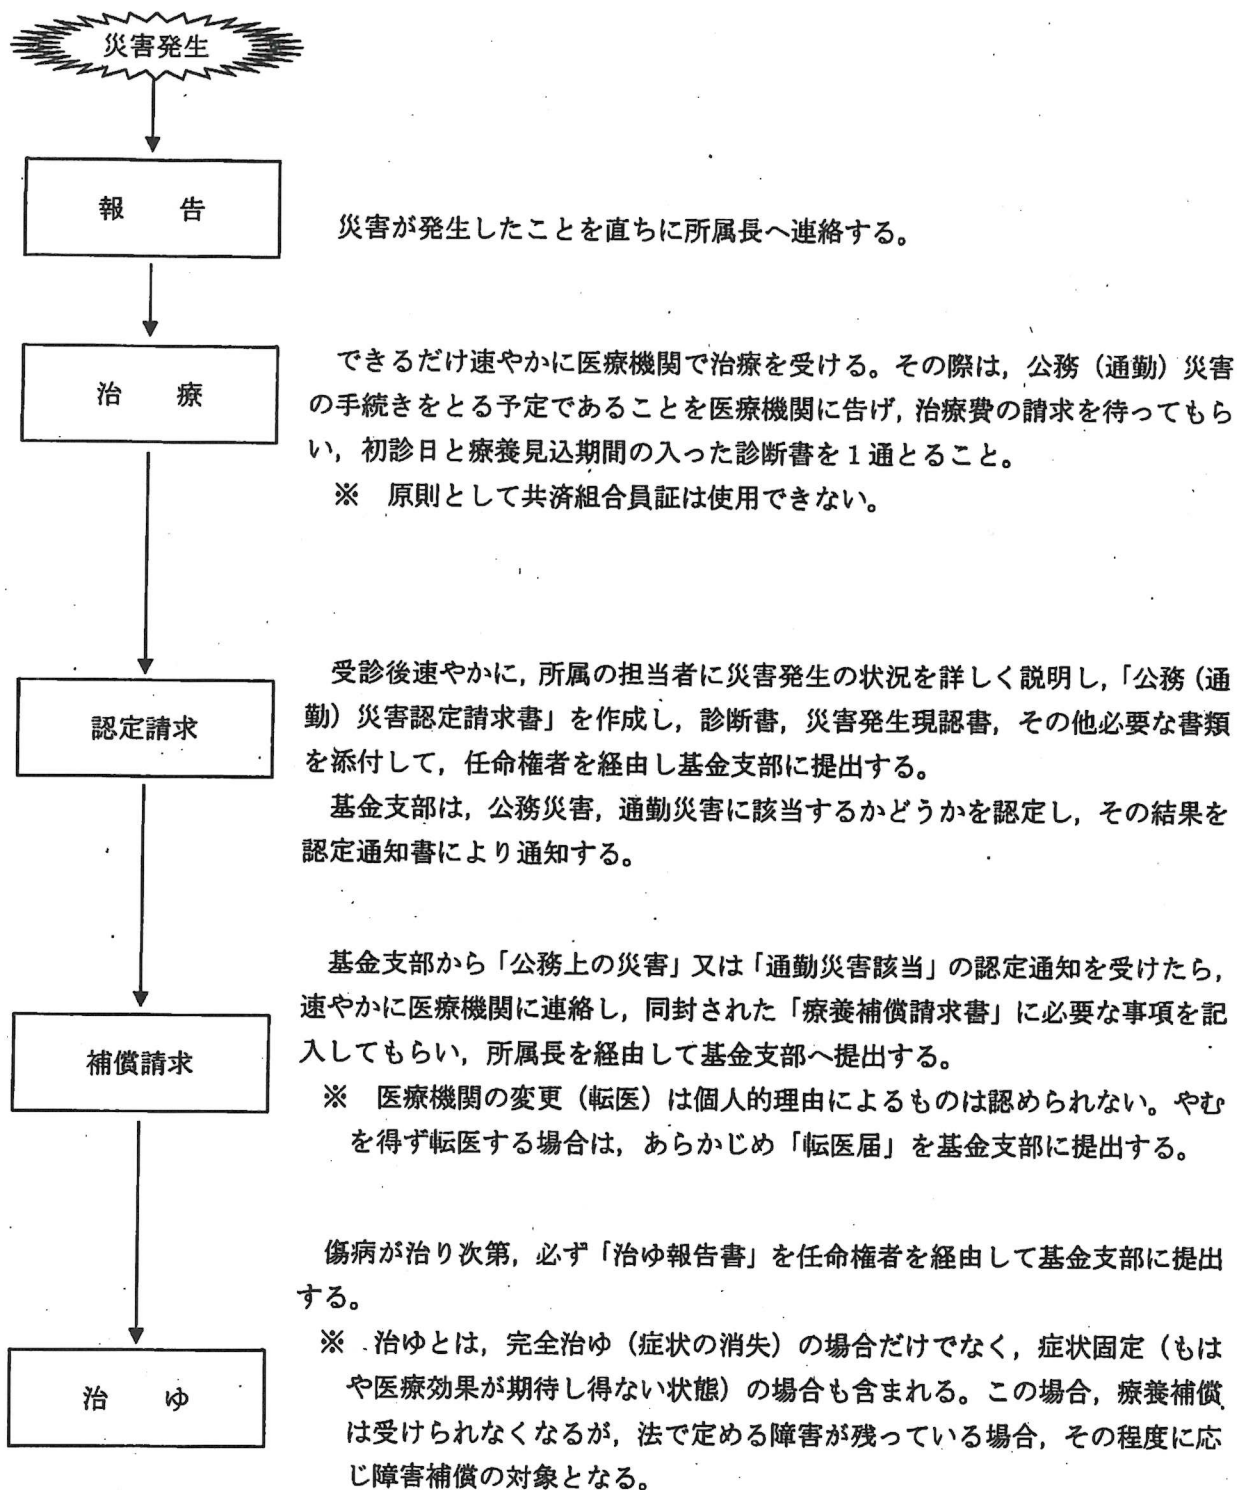 災害発生
報　告
災害が発生したことを直ちに所属長へ連絡する。
治　療
できるだけ速やかに医療機関で治療を受ける。その際は，公務（通勤）災害
の手続きをとる予定であることを医療機関に告げ，治療費の請求を待ってもら
い，初診日と療養見込期間の入った診断書を１通とること。
※　原則として共済組合員証は使用できない。
認定請求
受診後速やかに，所属の担当者に災害発生の状況を詳しく説明し，「公務（通
勤）災害認定請求書」を作成し，診断書，災害発生現認書，その他必要な書類
を添付して，任命権者を経由し基金支部に提出する。
基金支部は，公務災害，通勤災害に該当するかどうかを認定し，その結果を
認定通知書により通知する。
補償請求
基金支部から「公務上の災害」又は「通勤災害該当」の認定通知を受けたら，
速やかに医療機関に連絡し，同封された「療養補償請求書」に必要な事項を記
入してもらい，所属長を経由して基金支部へ提出する。
※　医療機関の変更（転医）は個人的理由によるものは認められない。やむ
を得ず転医する場合は，あらかじめ「転医届」を基金支部に提出する。
治　ゆ
傷病が治り次第，必ず「治ゆ報告書」を任命権者を経由して基金支部に提出
する。
※　治ゆとは，完全治ゆ（症状の消失）の場合だけでなく，症状固定（もは
や医療効果が期待し得ない状態）の場合も含まれる。この場合，療養補償
は受けられなくなるが，法で定める障害が残っている場合，その程度に応
じ障害補償の対象となる。